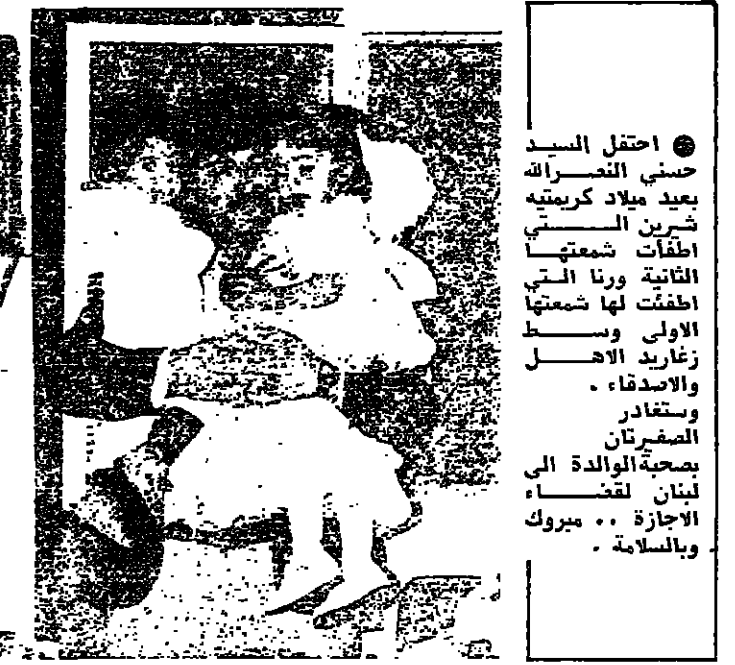 ● احتفل السيد
حسني النصرالله
بعيد ميلاد كريمتيه
شرين التي
اطفأت شمعتها
الثانية ورنا التي
اطفئت لها شمعتها
الاولى وسط
زغاريد الاهل
والاصدقاء .
وستغادر
الصغيرتان
بصحبة الوالدة الى
لبنان لقضاء
الاجازة .. مبروك
وبالسلامة .